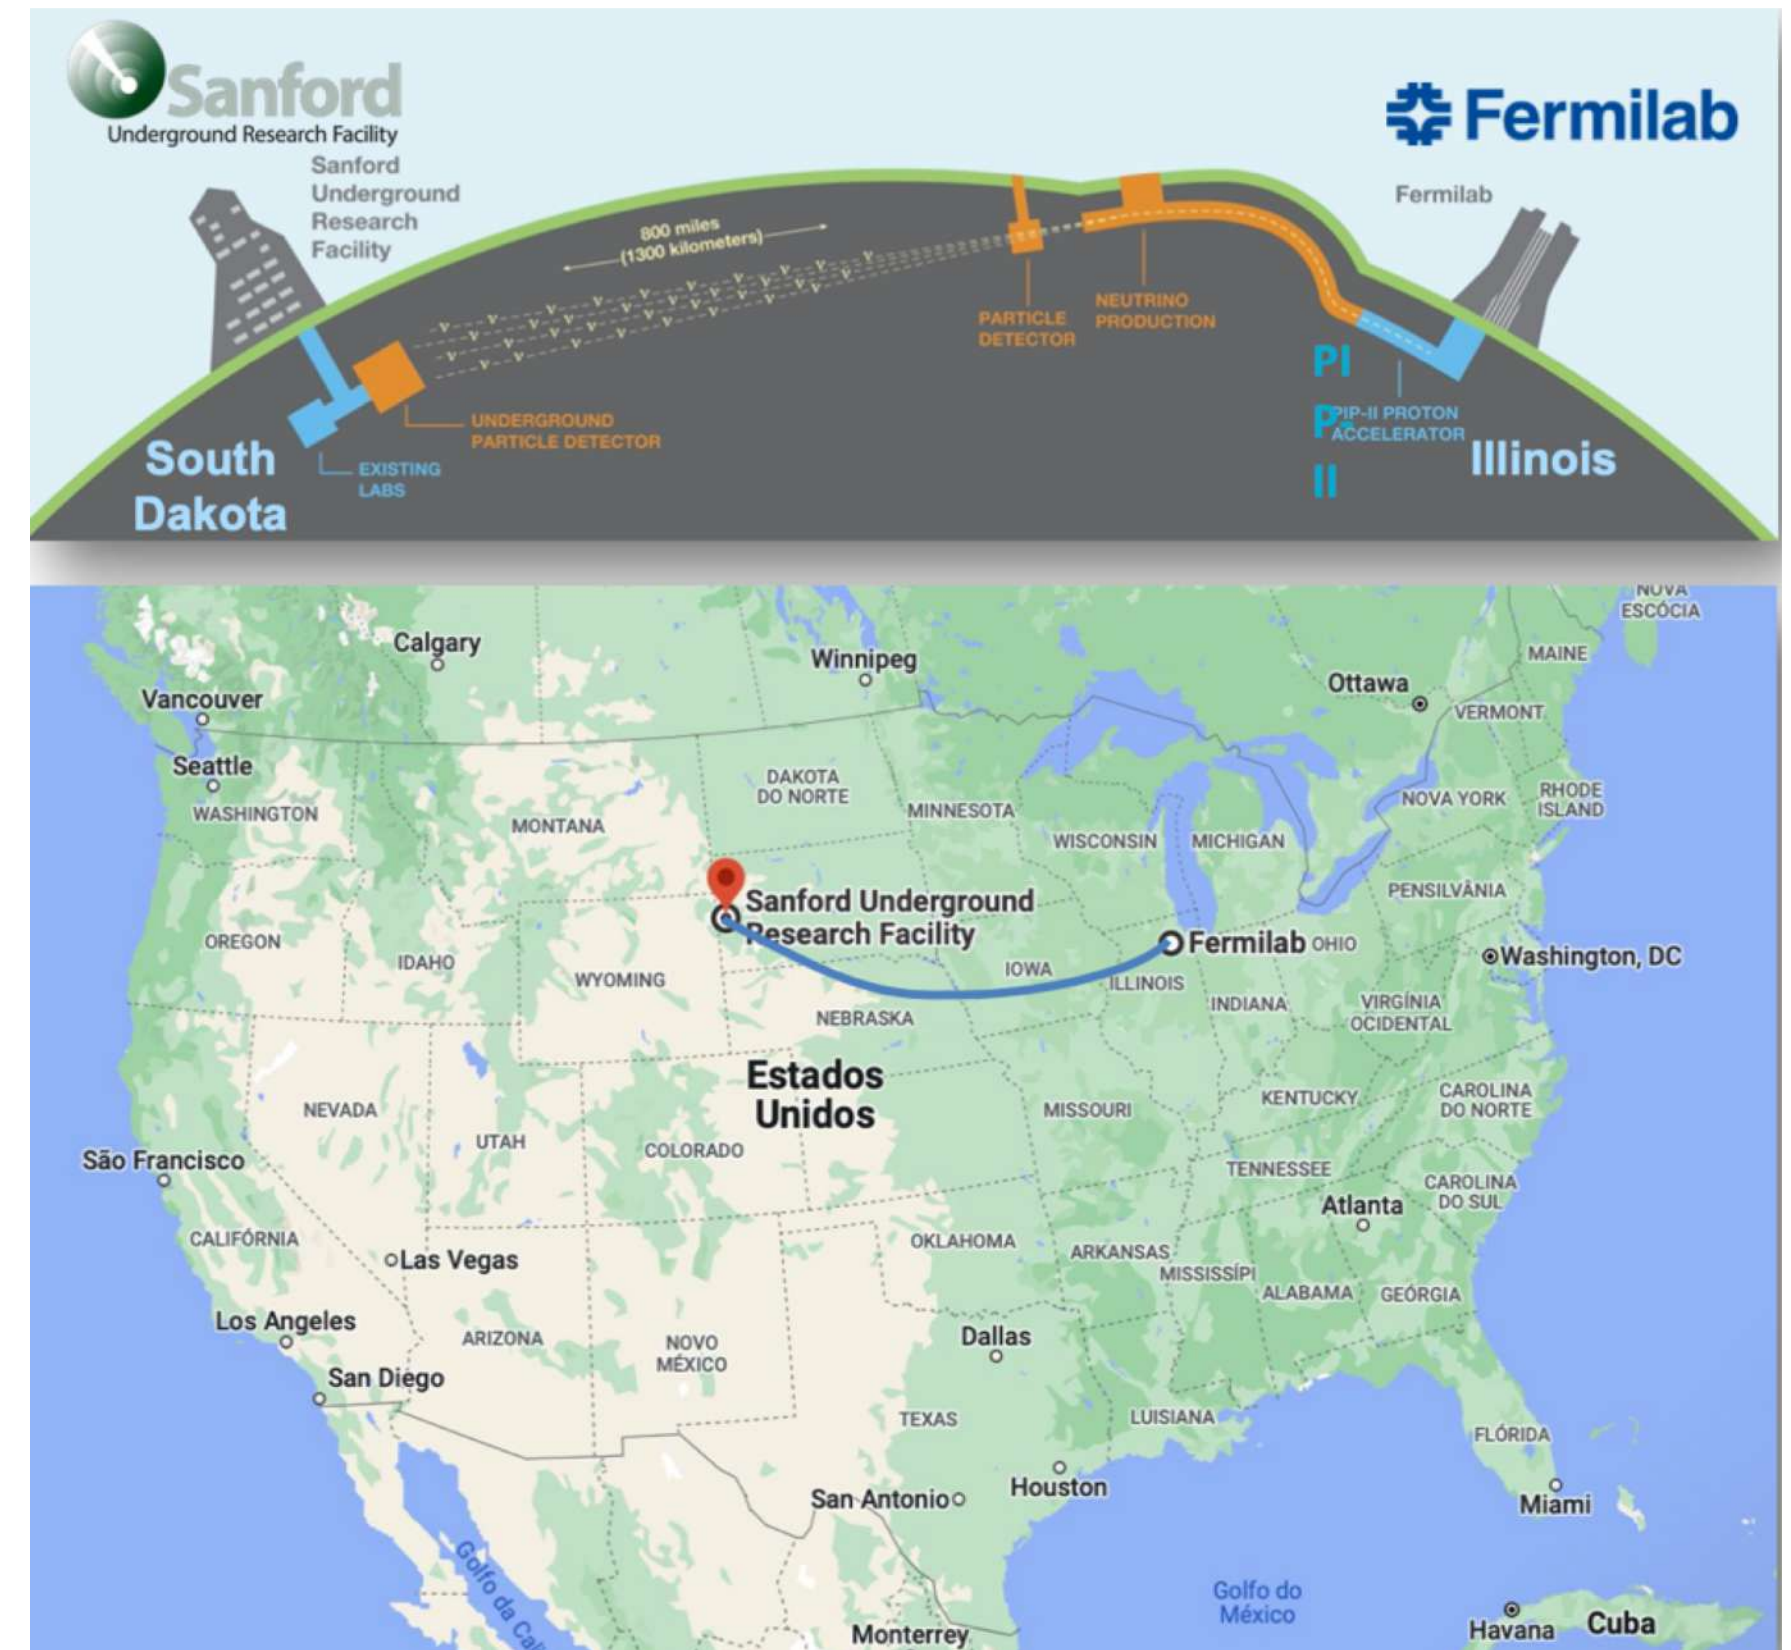 Sanford
Underground Research Facility
Fermilab
Sanford
Underground
Research
Facility
Fermilab
800 miles
(1300 kilometers)
PARTICLE
DETECTOR
NEUTRINO
PRODUCTION
PI
P-
II
PIP-II PROTON
ACCELERATOR
UNDERGROUND
PARTICLE DETECTOR
EXISTING
LABS
South
Dakota
Illinois
NOVA
ESCÓCIA
Calgary
Winnipeg
MAINE
Ottawa
Vancouver
VERMONT
Seattle
WASHINGTON
MONTANA
DAKOTA
DO NORTE
MINNESOTA
WISCONSIN
MICHIGAN
NOVA YORK
RHODE
ISLAND
PENSILVÂNIA
Sanford Underground
Research Facility
Fermilab
OHIO
OREGON
IDAHO
WYOMING
IOWA
ILLINOIS
INDIANA
Washington, DC
VIRGÍNIA
OCIDENTAL
NEBRASKA
Estados
Unidos
NEVADA
UTAH
COLORADO
MISSOURI
KENTUCKY
CAROLINA
DO NORTE
São Francisco
TENNESSEE
CAROLINA
DO SUL
Atlanta
CALIFÓRNIA
Las Vegas
OKLAHOMA
ARKANSAS
MISSISSÍPI
ALABAMA
GEÓRGIA
Los Angeles
ARIZONA
NOVO
MÉXICO
Dallas
San Diego
TEXAS
LUISIANA
FLÓRIDA
San Antonio
Houston
Miami
Golfo da Cali
Golfo do
México
Monterrey
Havana
Cuba